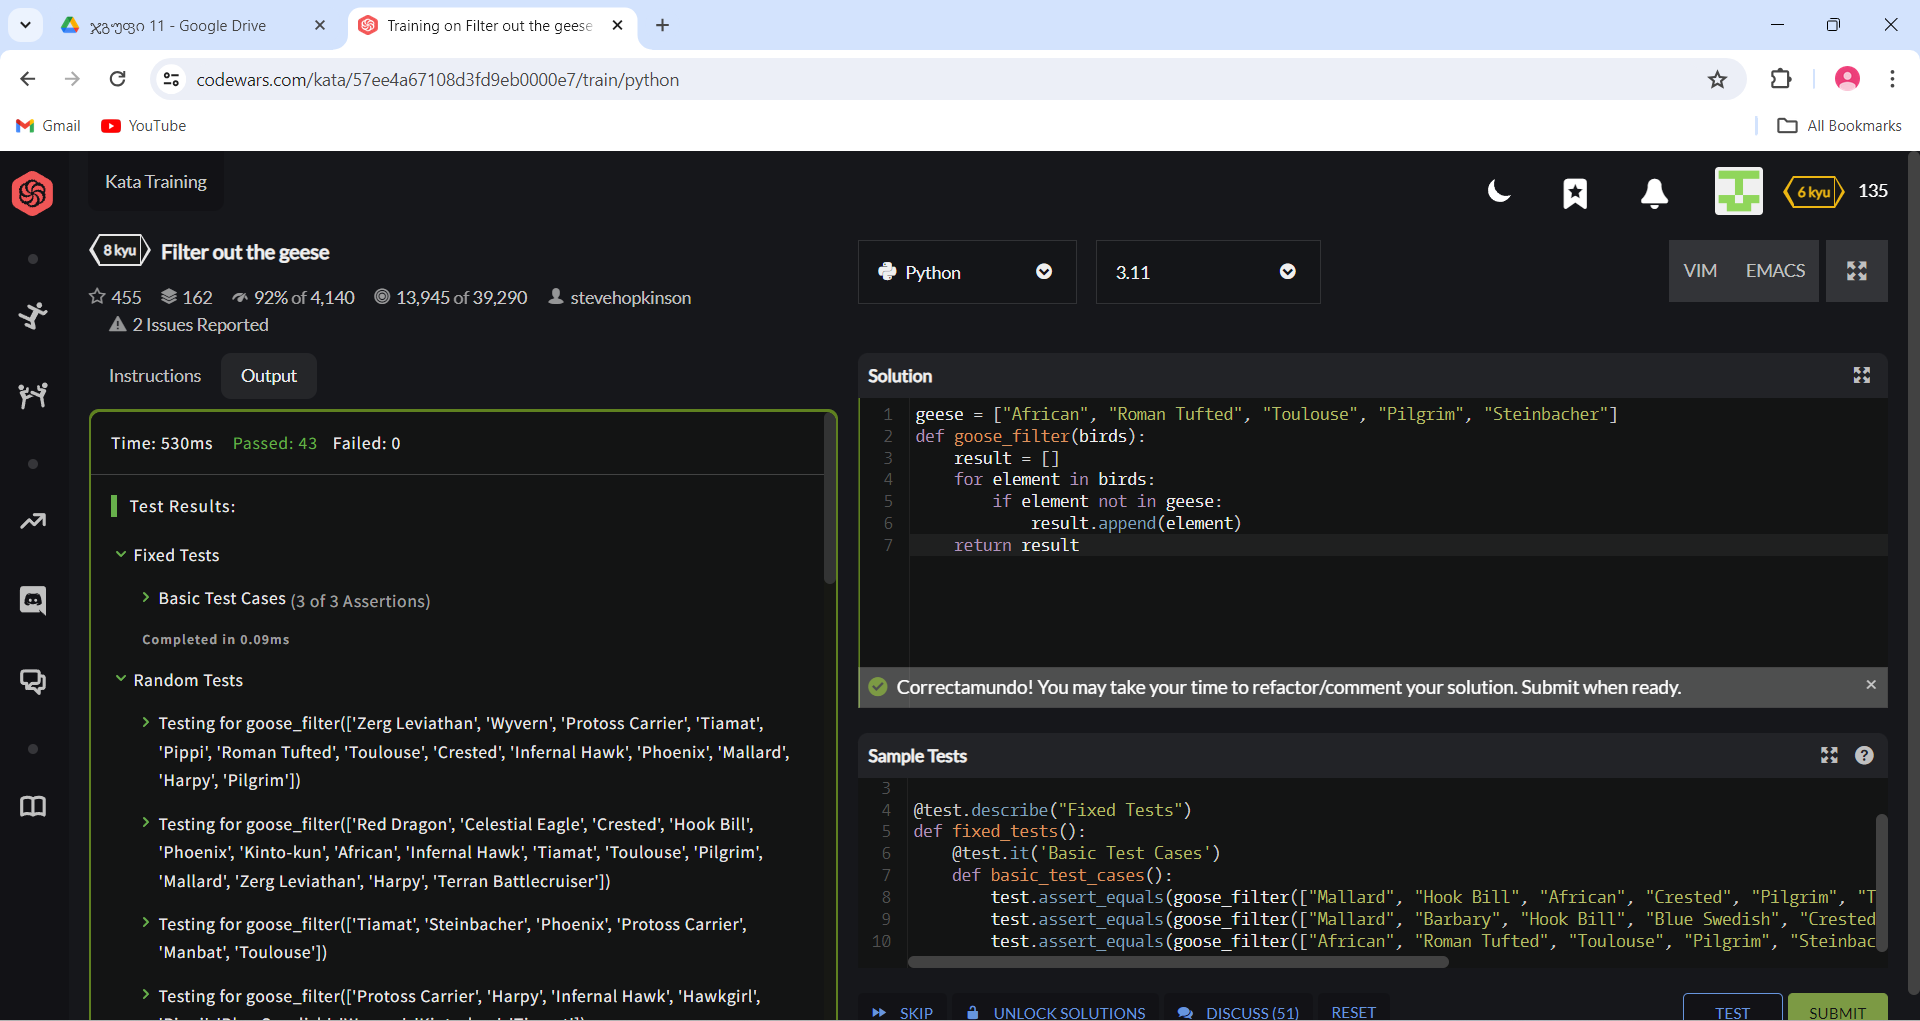 ჯგუფი 11 - Google Drive
Training on Filter out the geese
codewars.com/kata/57ee4a67108d3fd9eb0000e7/train/python
Gmail
YouTube
All Bookmarks
Kata Training
6 kyu
135
8 kyu
Filter out the geese
455 162 92% of 4,140 13,945 of 39,290 stevehopkinson
2 Issues Reported
Python
3.11
VIM EMACS
Instructions
Output
Time: 530ms Passed: 43 Failed: 0
Test Results:
Fixed Tests
Basic Test Cases (3 of 3 Assertions)
Completed in 0.09ms
Random Tests
Testing for goose_filter(['Zerg Leviathan', 'Wyvern', 'Protoss Carrier', 'Tiamat',
'Pippi', 'Roman Tufted', 'Toulouse', 'Crested', 'Infernal Hawk', 'Phoenix', 'Mallard',
'Harpy', 'Pilgrim'])
Testing for goose_filter(['Red Dragon', 'Celestial Eagle', 'Crested', 'Hook Bill',
'Phoenix', 'Kinto-kun', 'African', 'Infernal Hawk', 'Tiamat', 'Toulouse', 'Pilgrim',
'Mallard', 'Zerg Leviathan', 'Harpy', 'Terran Battlecruiser'])
Testing for goose_filter(['Tiamat', 'Steinbacher', 'Phoenix', 'Protoss Carrier',
'Manbat', 'Toulouse'])
Testing for goose_filter(['Protoss Carrier', 'Harpy', 'Infernal Hawk', 'Hawkgirl',
Solution
1 geese = ["African", "Roman Tufted", "Toulouse", "Pilgrim", "Steinbacher"]
2 def goose_filter(birds):
3 result = []
4 for element in birds:
5 if element not in geese:
6 result.append(element)
7 return result
Correctamundo! You may take your time to refactor/comment your solution. Submit when ready.
Sample Tests
3
4 @test.describe("Fixed Tests")
5 def fixed_tests():
6 @test.it('Basic Test Cases')
7 def basic_test_cases():
8 test.assert_equals(goose_filter(["Mallard", "Hook Bill", "African", "Crested", "Pilgrim", "T
9 test.assert_equals(goose_filter(["Mallard", "Barbary", "Hook Bill", "Blue Swedish", "Crested
10 test.assert_equals(goose_filter(["African", "Roman Tufted", "Toulouse", "Pilgrim", "Steinbac
SKIP UNLOCK SOLUTIONS DISCUSS (51) RESET TEST SUBMIT